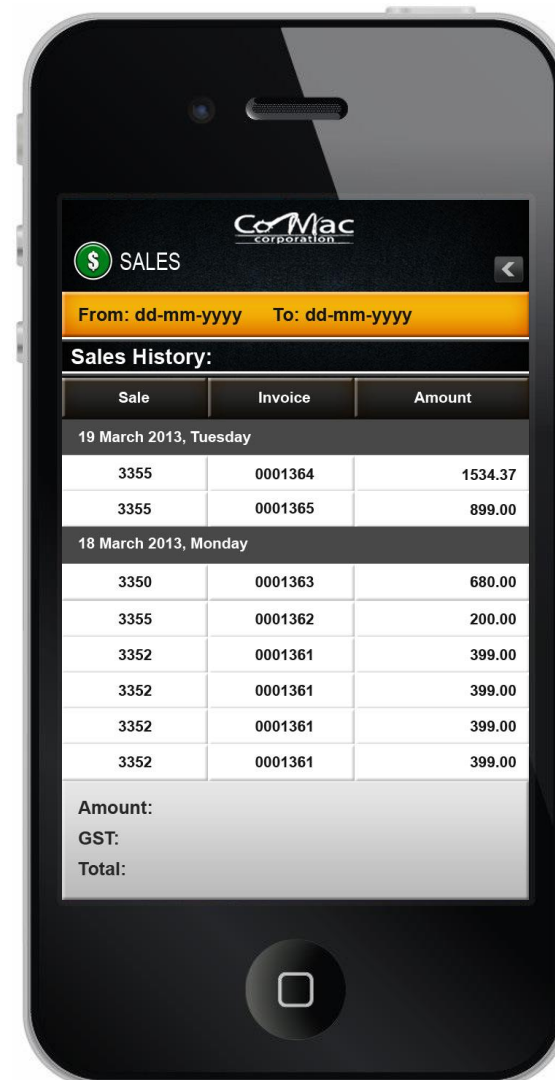 CoMac
corporation
$ SALES
From: dd-mm-yyyy To: dd-mm-yyyy
Sales History:
Sale Invoice Amount
19 March 2013, Tuesday
3355 0001364 1534.37
3355 0001365 899.00
18 March 2013, Monday
3350 0001363 680.00
3355 0001362 200.00
3352 0001361 399.00
3352 0001361 399.00
3352 0001361 399.00
3352 0001361 399.00
Amount:
GST:
Total: